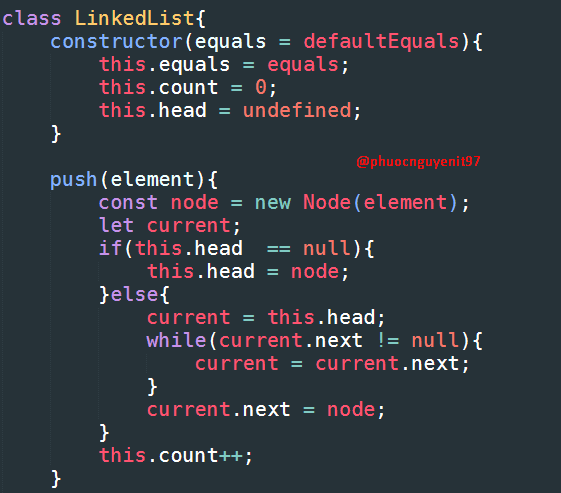 class LinkedList{
    constructor(equals = defaultEquals){
        this.equals = equals;
        this.count = 0;
        this.head = undefined;
    }
@phuocnguyenit97
    push(element){
        const node = new Node(element);
        let current;
        if(this.head  == null){
            this.head = node;
        }else{
            current = this.head;
            while(current.next != null){
                current = current.next;
            }
            current.next = node;
        }
        this.count++;
    }